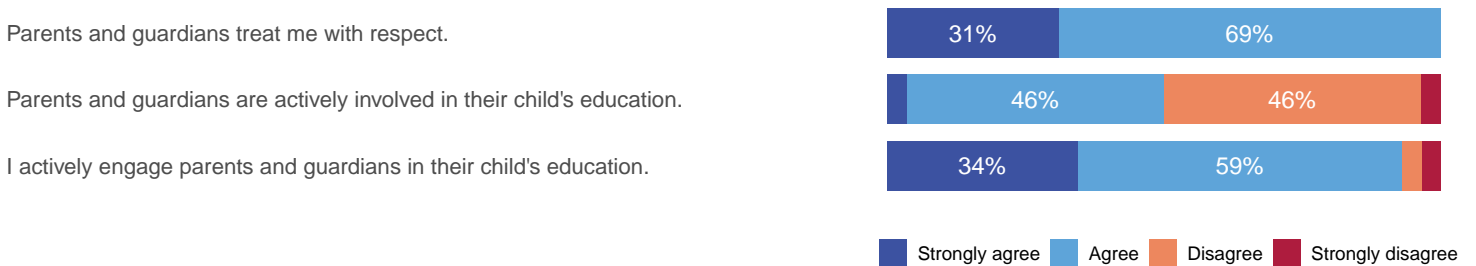 Parents and guardians treat me with respect. 31% 69%
Parents and guardians are actively involved in their child's education. 46% 46%
I actively engage parents and guardians in their child's education. 34% 59%
Strongly agree Agree Disagree Strongly disagree